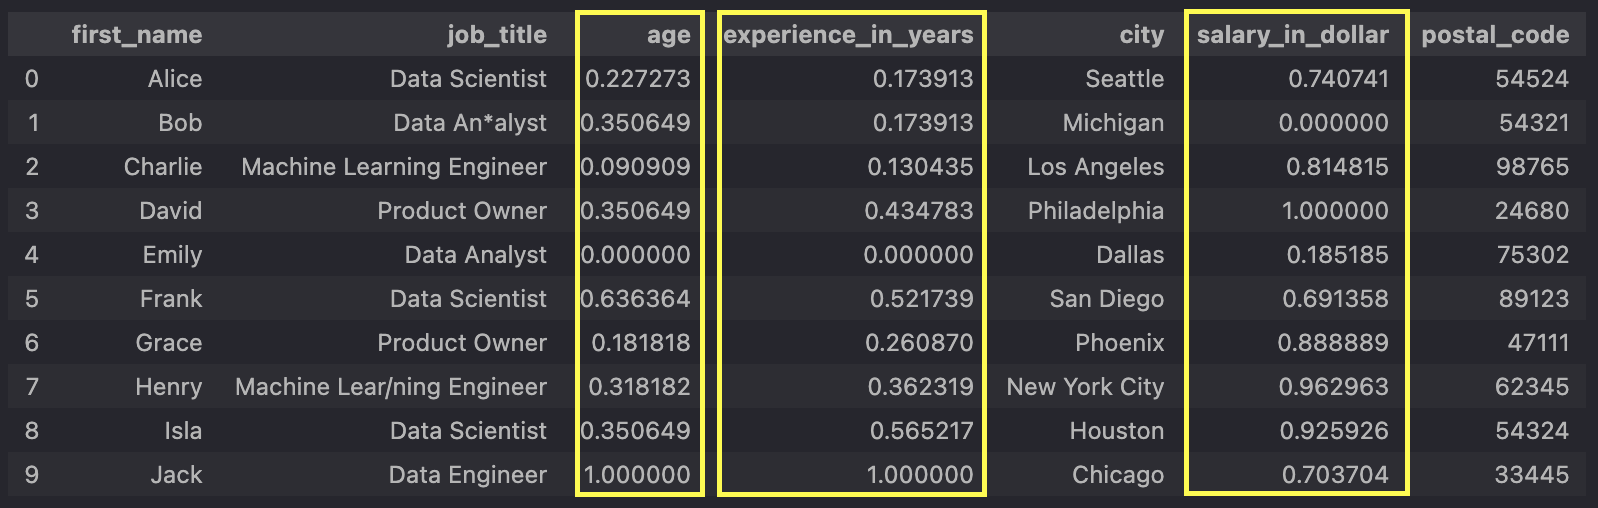 first_name job_title age experience_in_years city salary_in_dollar postal_code
0 Alice Data Scientist 0.227273 0.173913 Seattle 0.740741 54524
1 Bob Data An*alyst 0.350649 0.173913 Michigan 0.000000 54321
2 Charlie Machine Learning Engineer 0.090909 0.130435 Los Angeles 0.814815 98765
3 David Product Owner 0.350649 0.434783 Philadelphia 1.000000 24680
4 Emily Data Analyst 0.000000 0.000000 Dallas 0.185185 75302
5 Frank Data Scientist 0.636364 0.521739 San Diego 0.691358 89123
6 Grace Product Owner 0.181818 0.260870 Phoenix 0.888889 47111
7 Henry Machine Lear/ning Engineer 0.318182 0.362319 New York City 0.962963 62345
8 Isla Data Scientist 0.350649 0.565217 Houston 0.925926 54324
9 Jack Data Engineer 1.000000 1.000000 Chicago 0.703704 33445